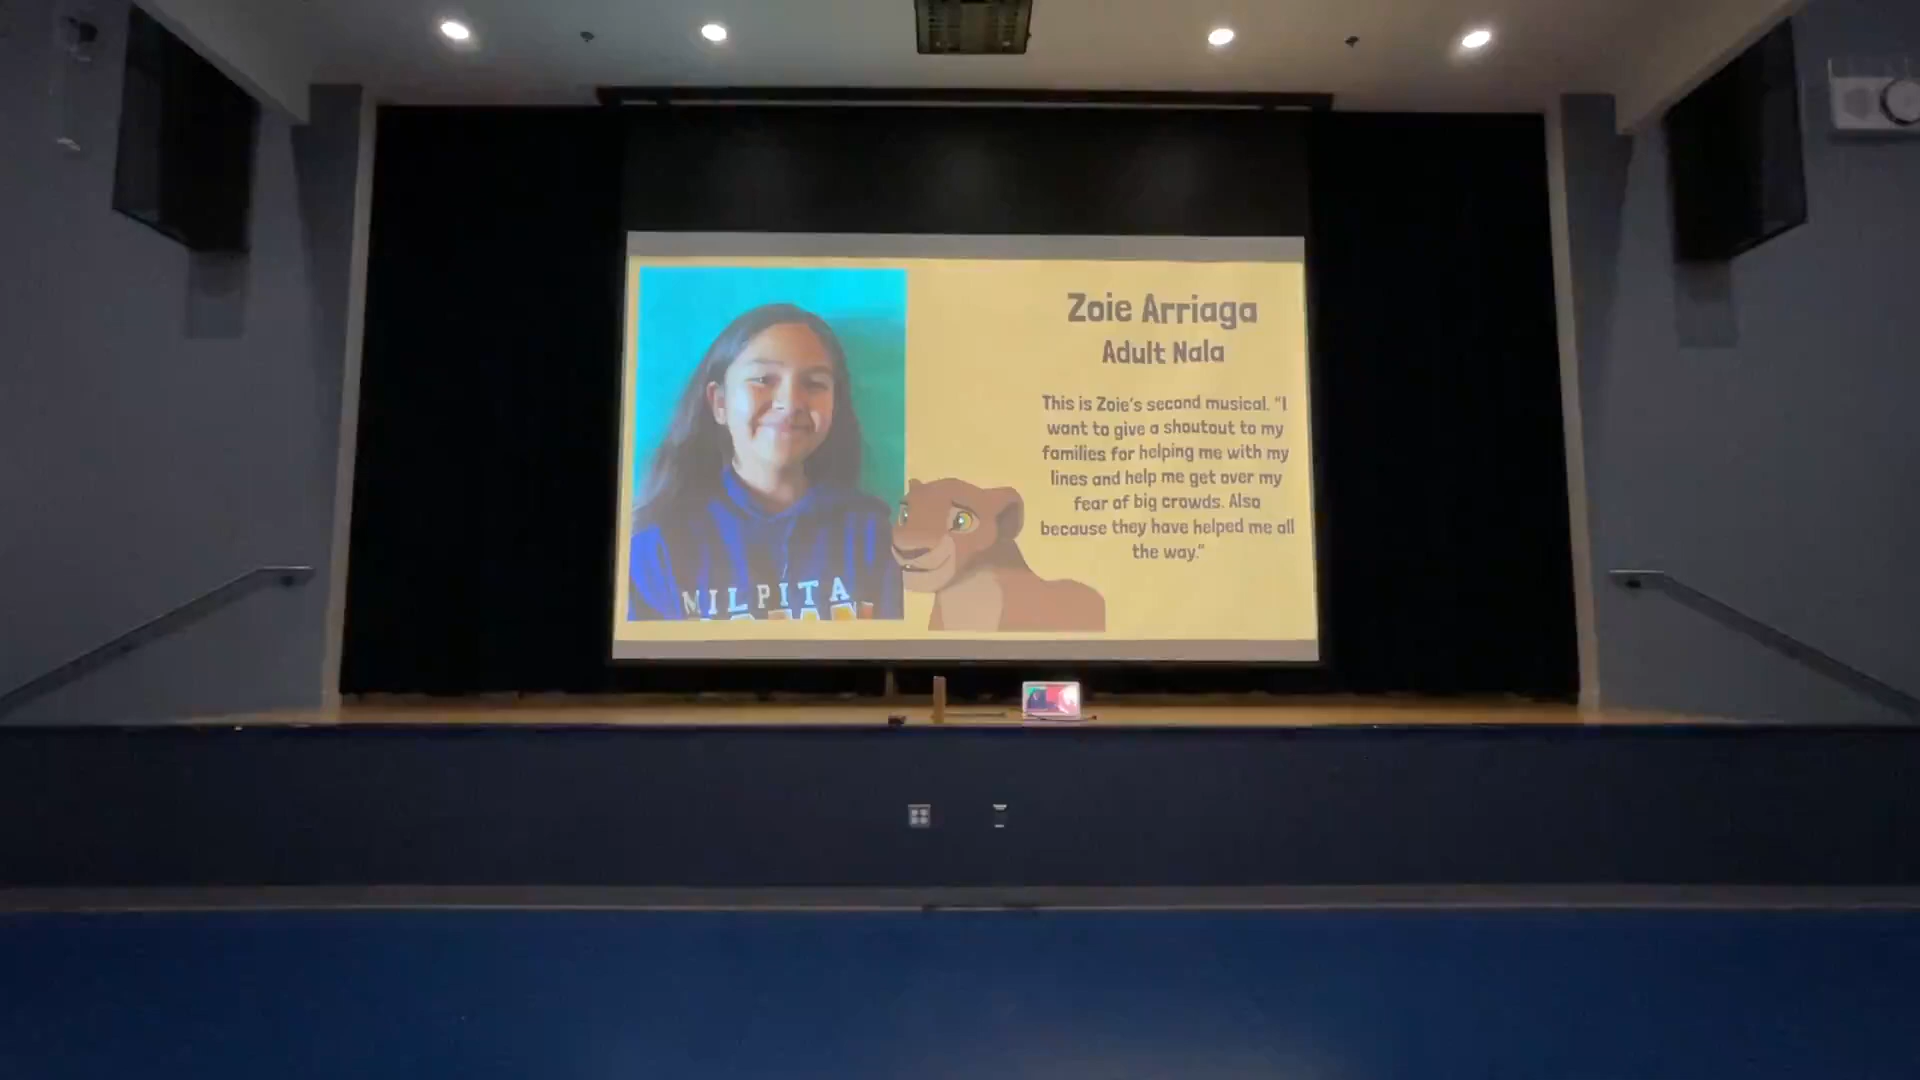 Zoie Arriaga
Adult Nala
This is Zoie's second musical. "I
want to give a shoutout to my
families for helping me with my
lines and help me get over my
fear of big crowds. Also
because they have helped me all
the way."
MILPITA